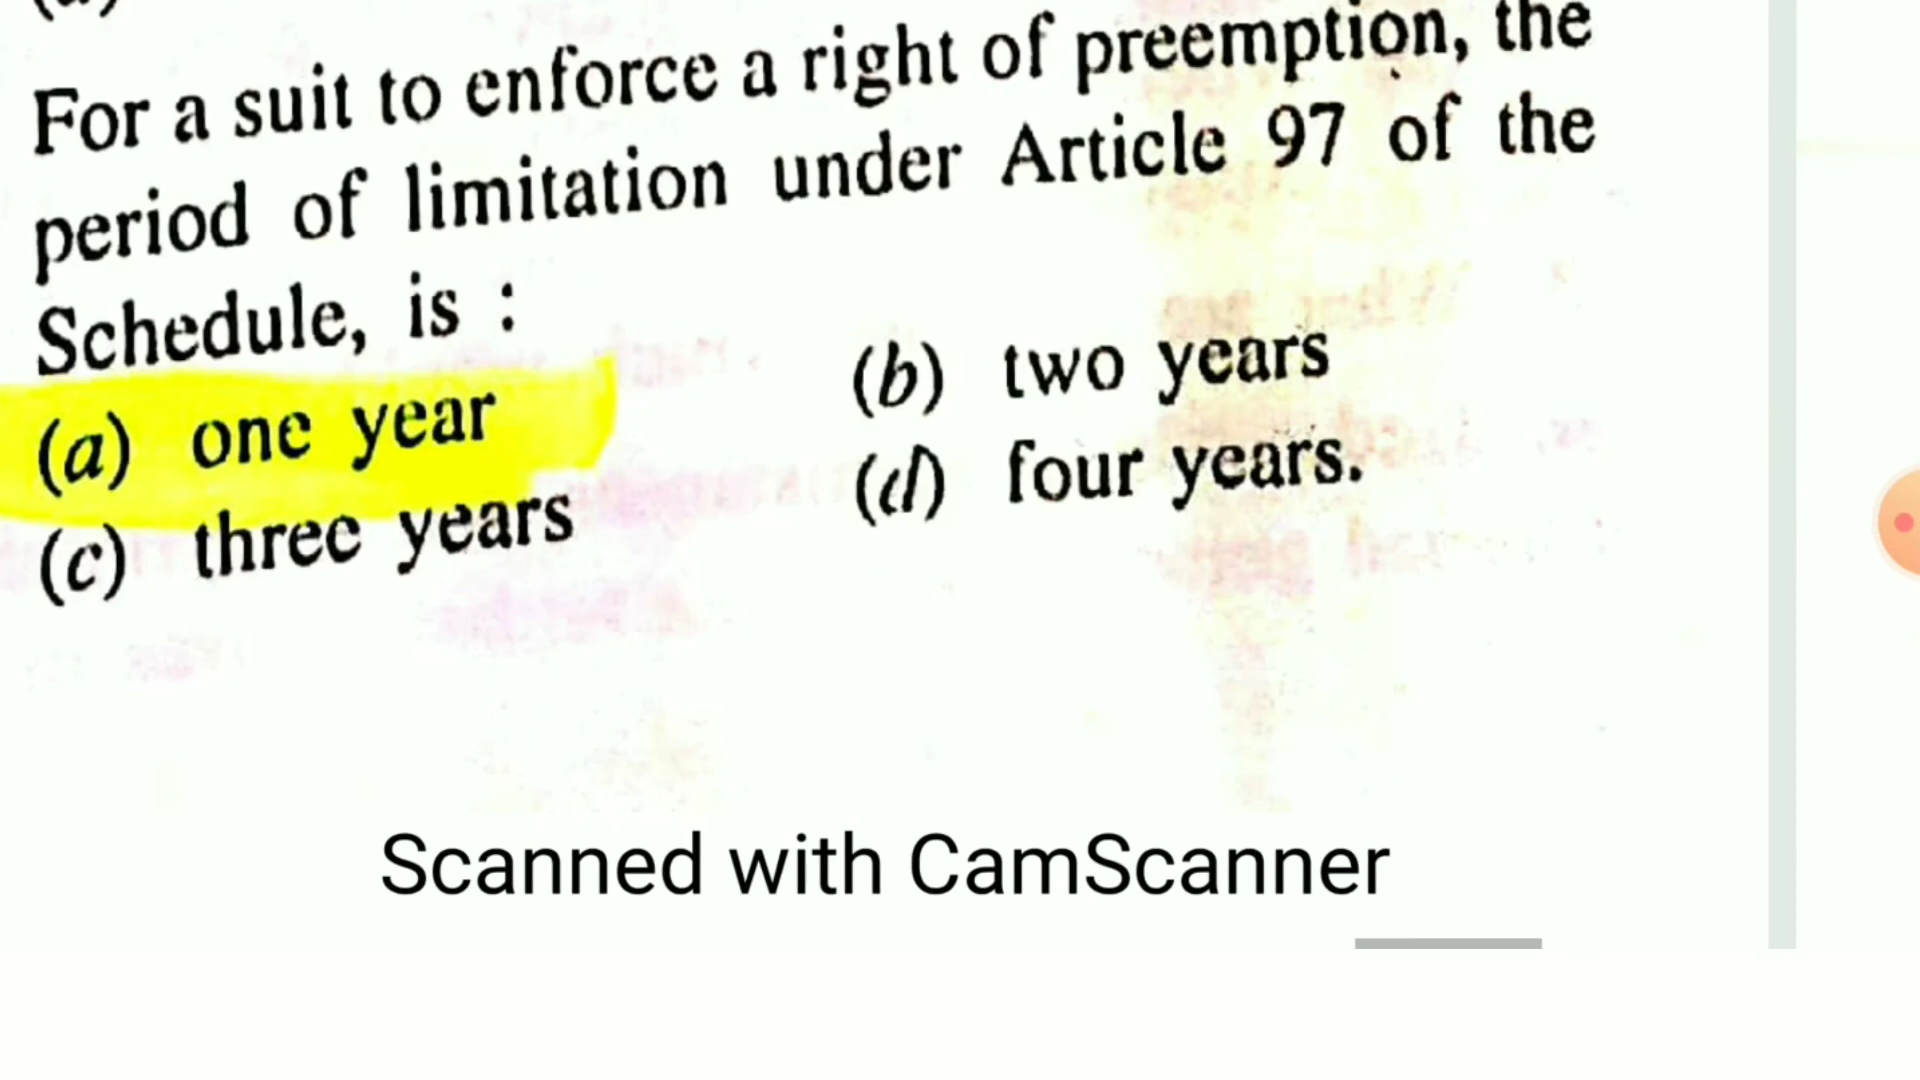 For a suit to enforce a right of preemption, the
period of limitation under Article 97 of the
Schedule, is :
(a) one year
(b) two years
(c) three years
(d) four years.
Scanned with CamScanner